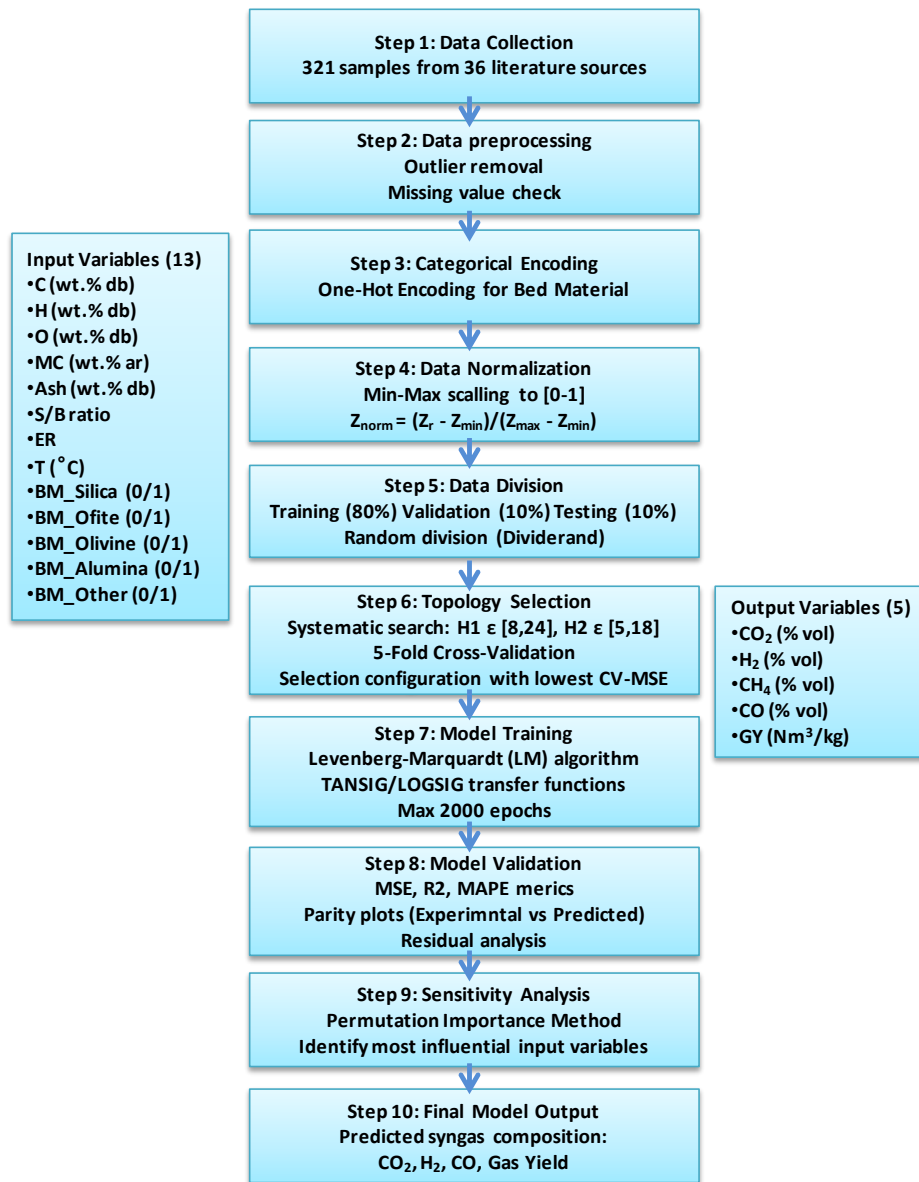 Step 1: Data Collection
321 samples from 36 literature sources
Step 2: Data preprocessing
Outlier removal
Missing value check
Input Variables (13)
•C (wt.% db)
•H (wt.% db)
•O (wt.% db)
•MC (wt.% ar)
•Ash (wt.% db)
•S/B ratio
•ER
•T (°C)
•BM_Silica (0/1)
•BM_Ofite (0/1)
•BM_Olivine (0/1)
•BM_Alumina (0/1)
•BM_Other (0/1)
Step 3: Categorical Encoding
One-Hot Encoding for Bed Material
Step 4: Data Normalization
Min-Max scalling to [0-1]
Zₙₒᵣₘ = (Zᵣ - Zₘᵢₙ)/(Zₘₐₓ - Zₘᵢₙ)
Step 5: Data Division
Training (80%) Validation (10%) Testing (10%)
Random division (Dividerand)
Step 6: Topology Selection
Systematic search: H1 ε [8,24], H2 ε [5,18]
5-Fold Cross-Validation
Selection configuration with lowest CV-MSE
Output Variables (5)
•CO₂ (% vol)
•H₂ (% vol)
•CH₄ (% vol)
•CO (% vol)
•GY (Nm³/kg)
Step 7: Model Training
Levenberg-Marquardt (LM) algorithm
TANSIG/LOGSIG transfer functions
Max 2000 epochs
Step 8: Model Validation
MSE, R2, MAPE merics
Parity plots (Experimntal vs Predicted)
Residual analysis
Step 9: Sensitivity Analysis
Permutation Importance Method
Identify most influential input variables
Step 10: Final Model Output
Predicted syngas composition:
CO₂, H₂, CO, Gas Yield